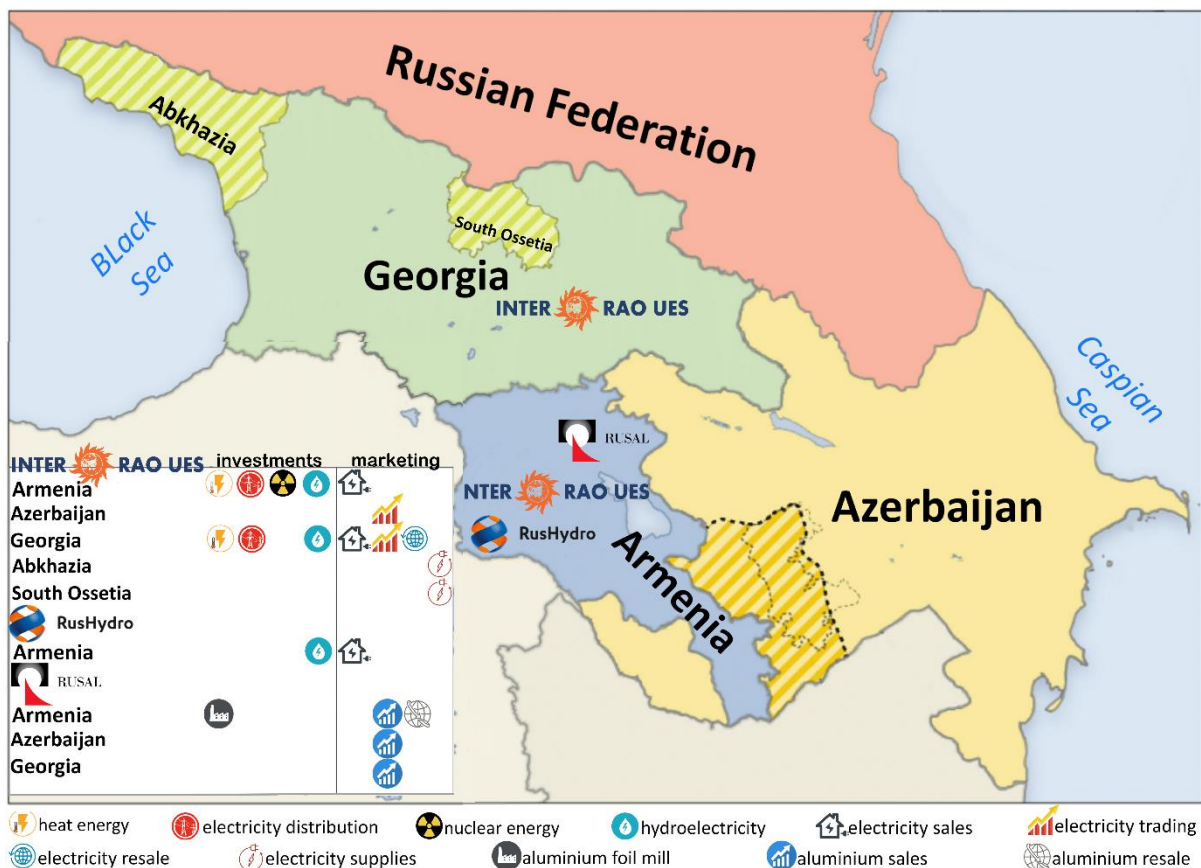 Russian Federation
Abkhazia
South Ossetia
BLack
Sea
Georgia
INTER RAO UES
Caspian
Sea
RUSAL
NTER RAO UES
RusHydro
Armenia
Azerbaijan
INTER RAO UES investments marketing
Armenia
Azerbaijan
Georgia
Abkhazia
South Ossetia
RusHydro
Armenia
RUSAL
Armenia
Azerbaijan
Georgia
heat energy electricity distribution nuclear energy hydroelectricity electricity sales electricity trading
electricity resale electricity supplies aluminium foil mill aluminium sales aluminium resale